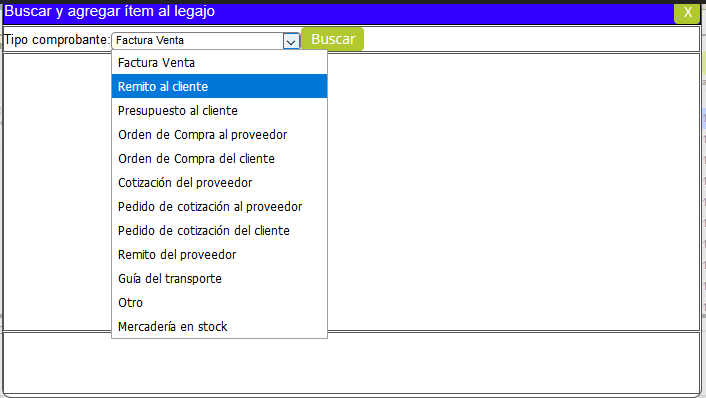 Buscar y agregar ítem al legajo
X
Tipo comprobante: Factura Venta Buscar
Factura Venta
Remito al cliente
Presupuesto al cliente
Orden de Compra al proveedor
Orden de Compra del cliente
Cotización del proveedor
Pedido de cotización al proveedor
Pedido de cotización del cliente
Remito del proveedor
Guía del transporte
Otro
Mercadería en stock